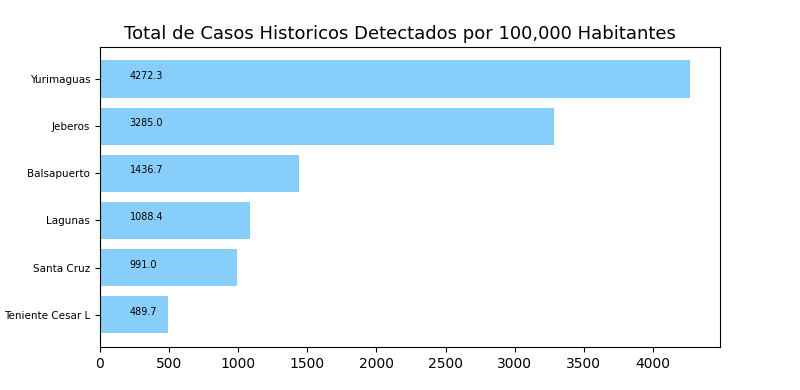 Total de Casos Historicos Detectados por 100,000 Habitantes
Yurimaguas 4272.3
Jeberos 3285.0
Balsapuerto 1436.7
Lagunas 1088.4
Santa Cruz 991.0
Teniente Cesar L 489.7
0 500 1000 1500 2000 2500 3000 3500 4000